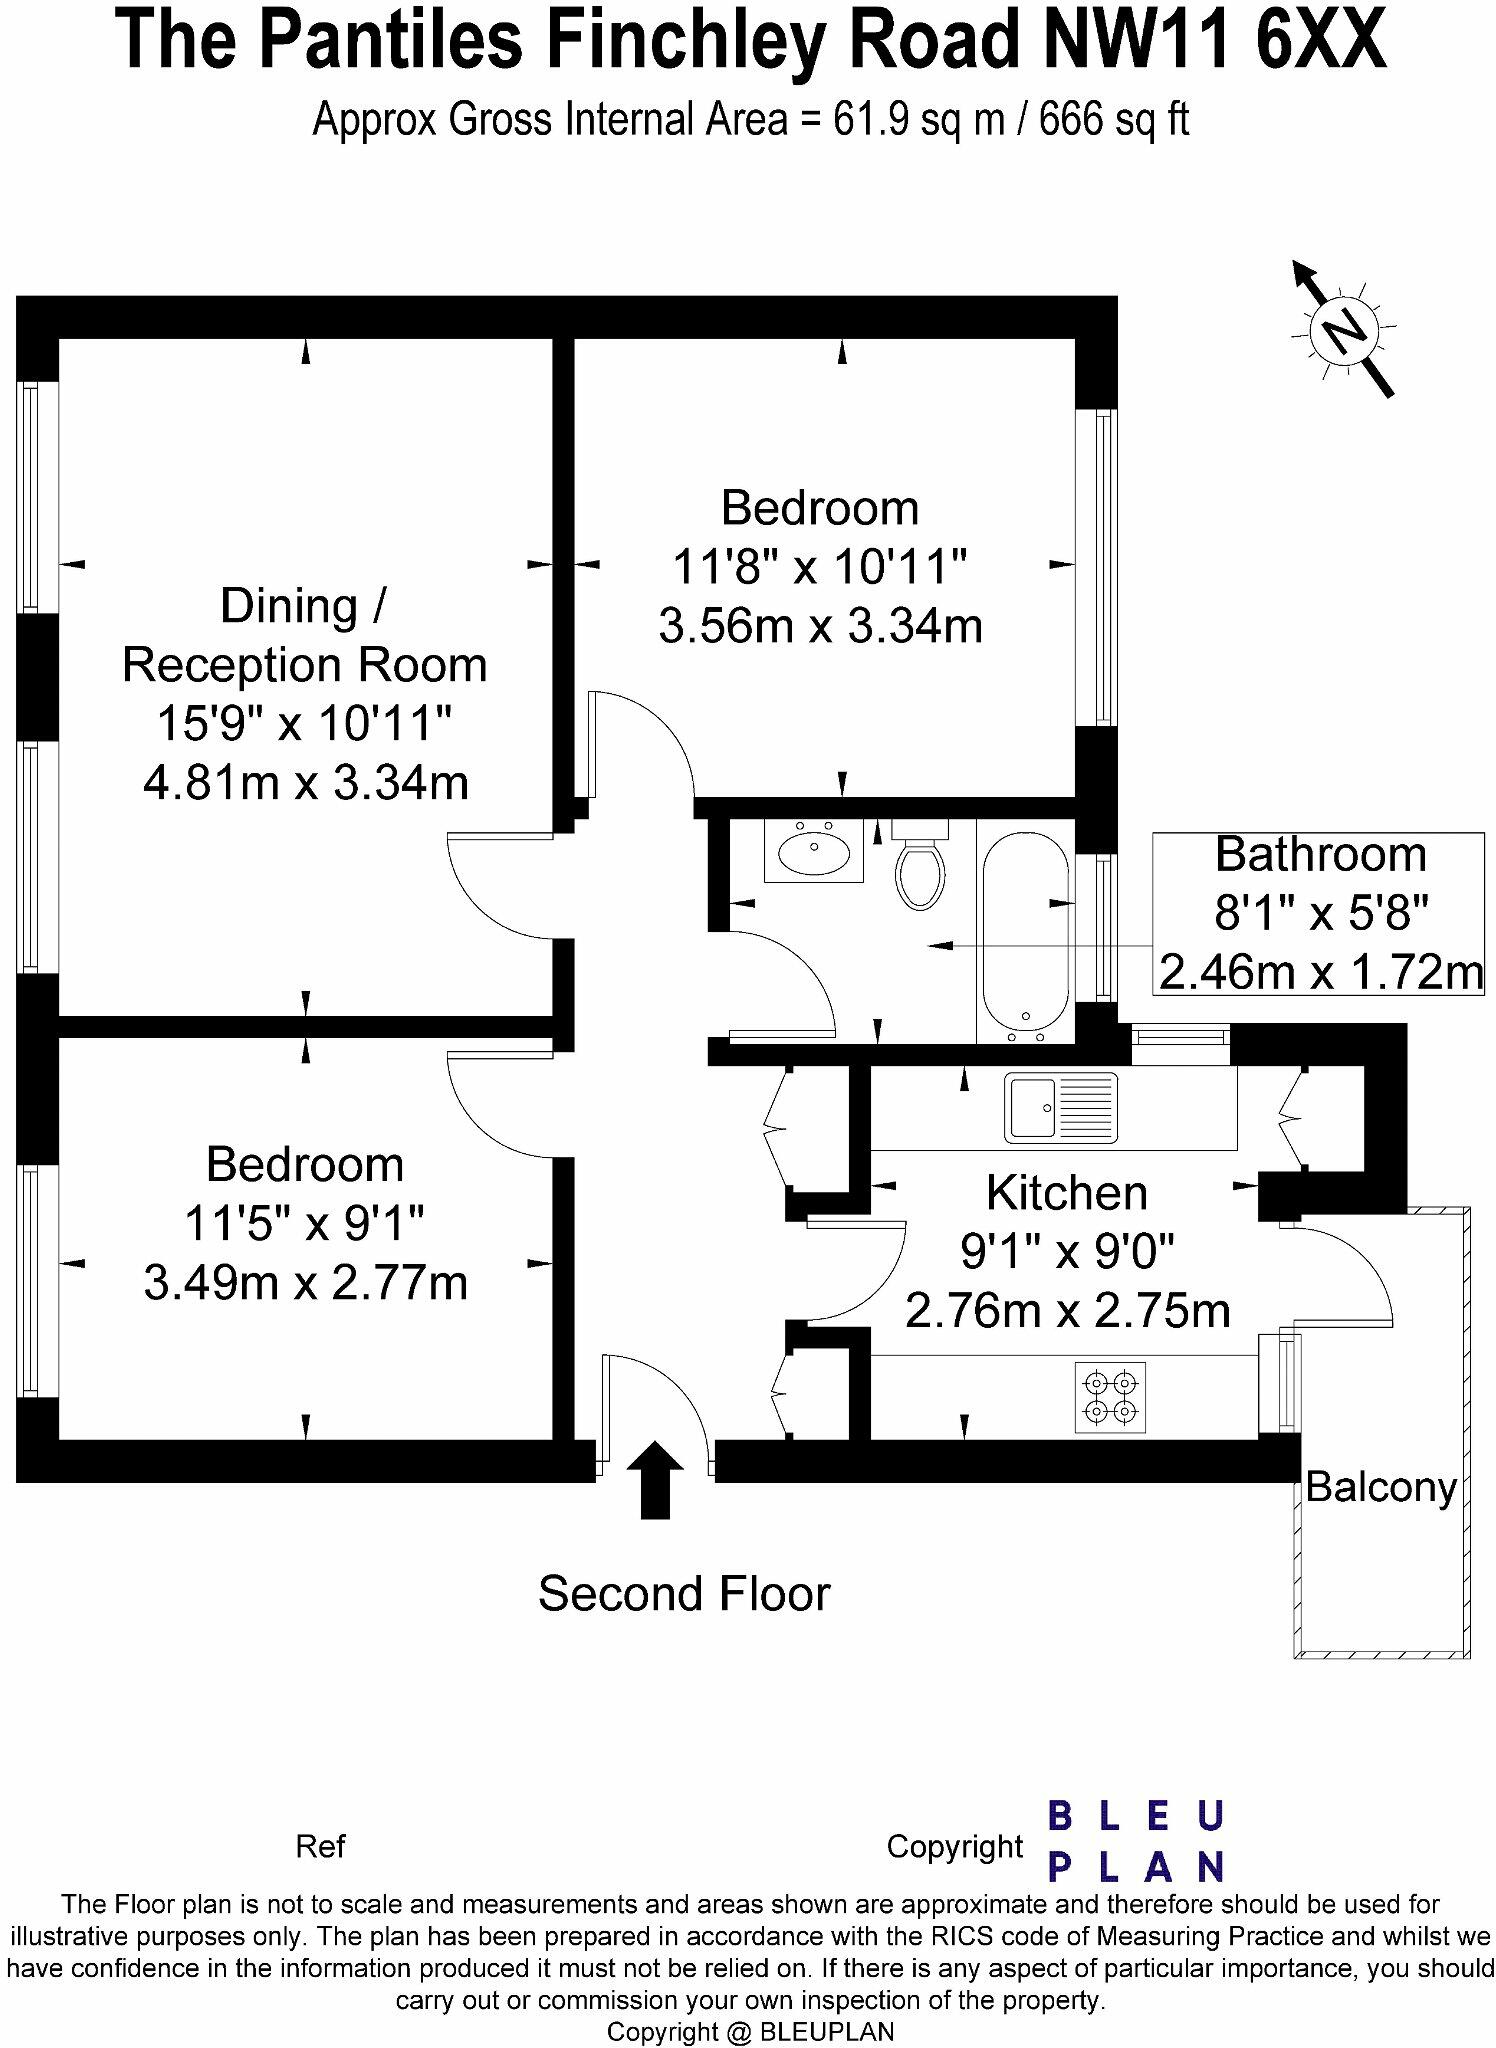 The Pantiles Finchley Road NW11 6XX
Approx Gross Internal Area = 61.9 sq m / 666 sq ft
N
Bedroom
11'8" x 10'11"
3.56m x 3.34m
Dining /
Reception Room
15'9" x 10'11"
4.81m x 3.34m
Bathroom
8'1" x 5'8"
2.46m x 1.72m
Bedroom
11'5" x 9'1"
3.49m x 2.77m
Kitchen
9'1" x 9'0"
2.76m x 2.75m
Balcony
Second Floor
Ref
Copyright
BLEU
PLAN
The Floor plan is not to scale and measurements and areas shown are approximate and therefore should be used for
illustrative purposes only. The plan has been prepared in accordance with the RICS code of Measuring Practice and whilst we
have confidence in the information produced it must not be relied on. If there is any aspect of particular importance, you should
carry out or commission your own inspection of the property.
Copyright @ BLEUPLAN